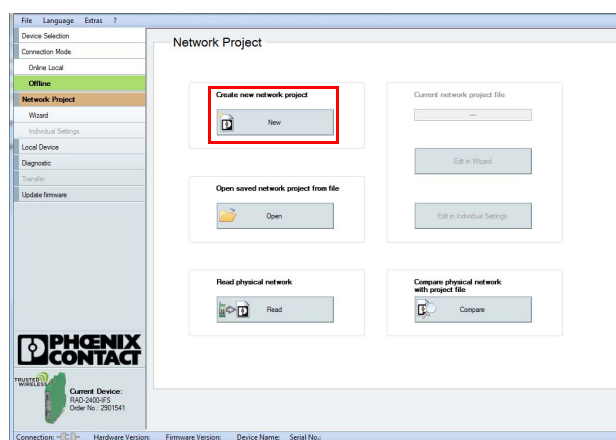 File Language Extras ?
Device Selection
Connection Mode
Online Local
Offline
Network Project
Wizard
Individual Settings
Local Device
Diagnostic
Transfer
Update firmware
PHŒNIX
CONTACT
TRUSTED
WIRELESS
Current Device:
RAD-2400-IFS
Order No.: 2901541
Network Project
Create new network project
New
Open saved network project from file
Open
Read physical network
Read
Current network project file
---
Edit in Wizard
Edit in Individual Settings
Compare physical network
with project file
Compare
Connection: Hardware Version: Firmware Version: Device Name: Serial No.: